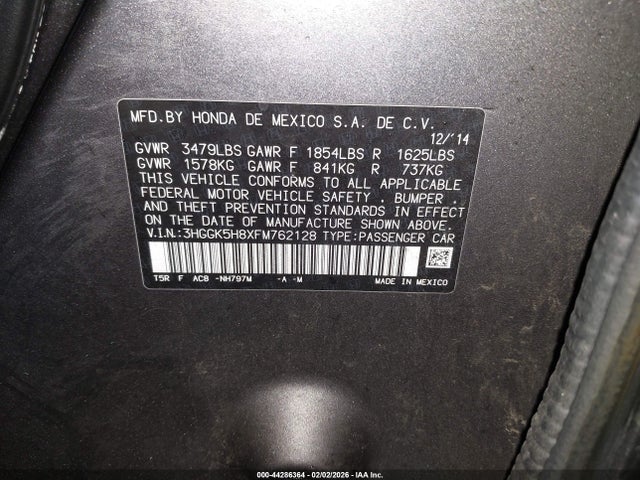 MFD.BY HONDA DE MEXICO S.A. DE C.V.
12/'14
GVWR 3479LBS GAWR F 1854LBS R 1625LBS
GVWR 1578KG GAWR F 841KG R 737KG
THIS VEHICLE CONFORMS TO ALL APPLICABLE
FEDERAL MOTOR VEHICLE SAFETY . BUMPER .
AND THEFT PREVENTION STANDARDS IN EFFECT
ON THE DATE OF MANUFACTURE SHOWN ABOVE.
V.I.N.:3HGGK5H8XFM762128 TYPE:PASSENGER CAR
T5R F AC8 -NH797M -A -M MADE IN MEXICO
000-44286364 - 02/02/2026 - IAA Inc.